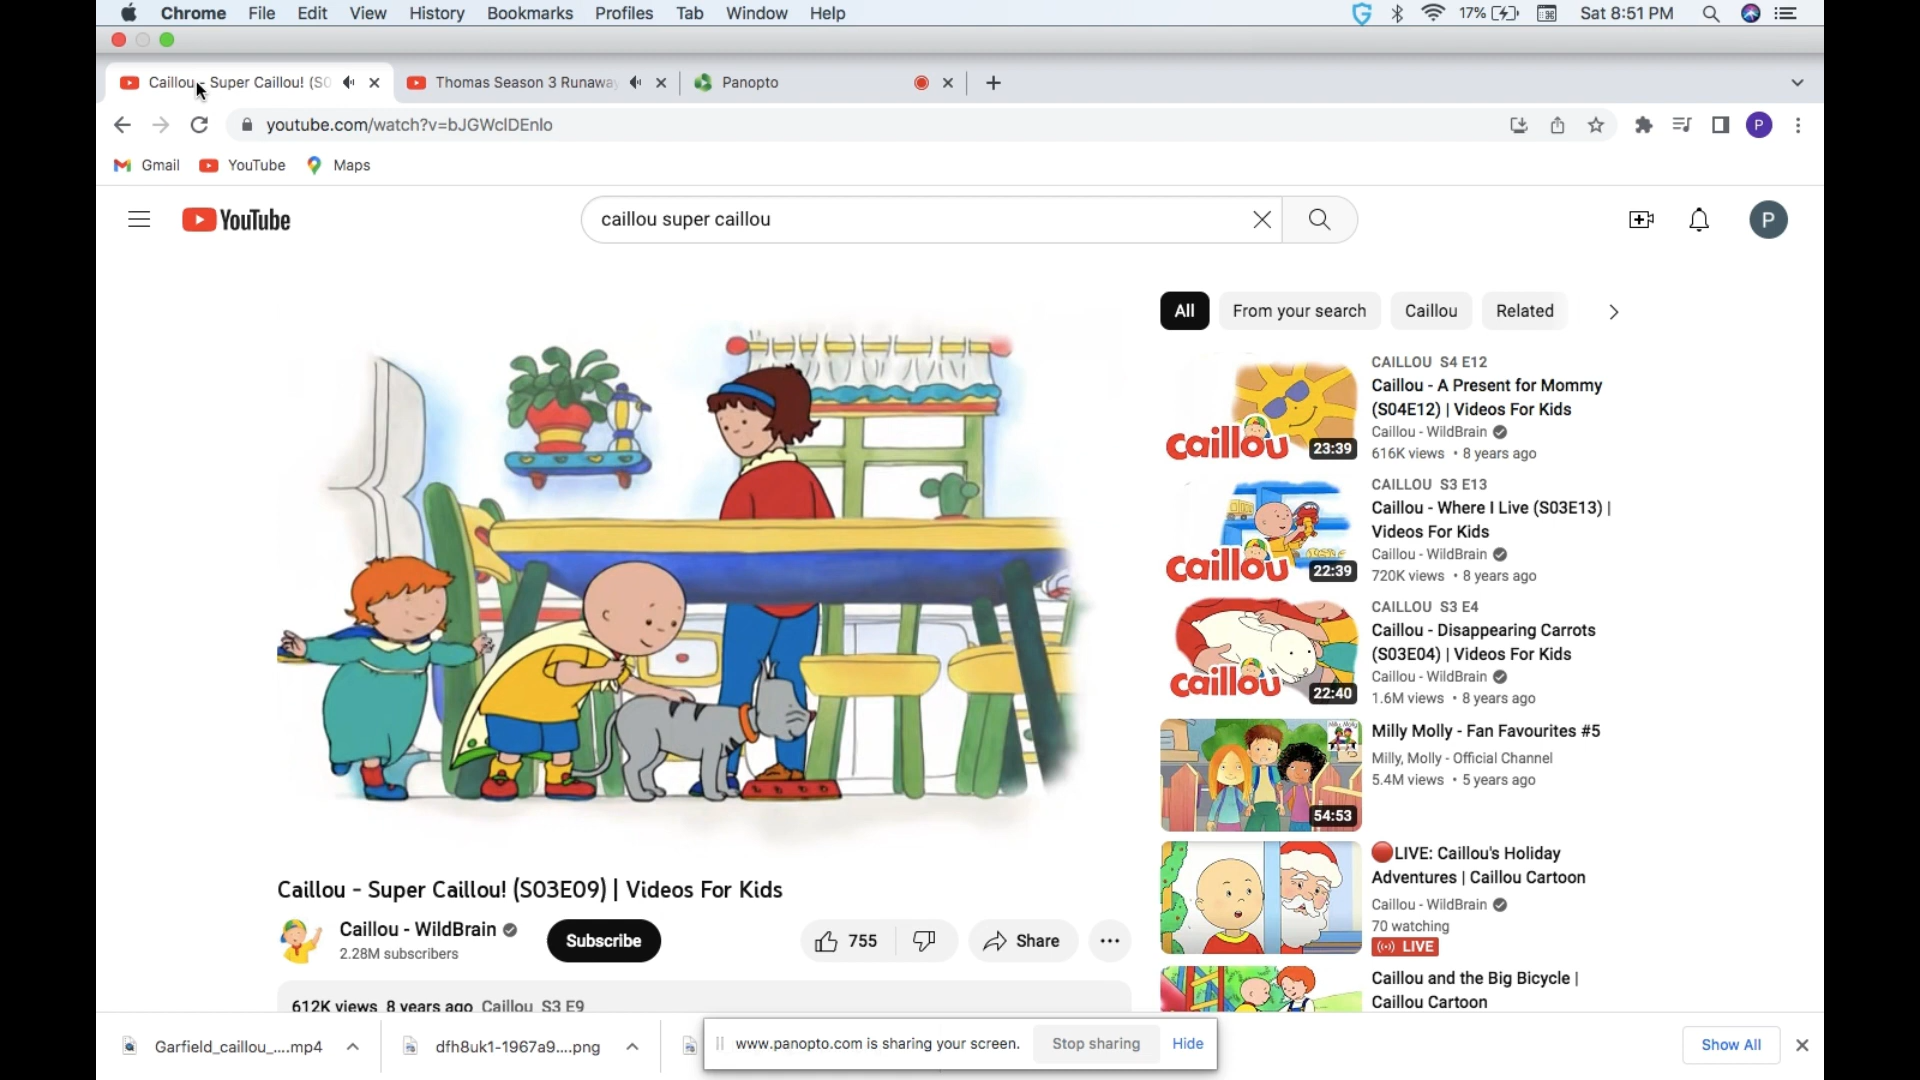 Chrome File Edit View History Bookmarks Profiles Tab Window Help
17% Sat 8:51 PM
Caillou - Super Caillou! (S0
Thomas Season 3 Runaway
Panopto
youtube.com/watch?v=bJGWclDEnlo
Gmail YouTube Maps P
YouTube
caillou super caillou
P
All From your search Caillou Related
CAILLOU S4 E12
Caillou - A Present for Mommy
(S04E12) | Videos For Kids
Caillou - WildBrain
616K views • 8 years ago
caillou
23:39
CAILLOU S3 E13
Caillou - Where I Live (S03E13) |
Videos For Kids
Caillou - WildBrain
720K views • 8 years ago
caillou
22:39
CAILLOU S3 E4
Caillou - Disappearing Carrots
(S03E04) | Videos For Kids
Caillou - WildBrain
1.6M views • 8 years ago
caillou
22:40
Milly Molly - Fan Favourites #5
Milly, Molly - Official Channel
5.4M views • 5 years ago
54:53
LIVE: Caillou's Holiday
Adventures | Caillou Cartoon
Caillou - WildBrain
70 watching
LIVE
Caillou and the Big Bicycle |
Caillou Cartoon
Caillou - Super Caillou! (S03E09) | Videos For Kids
Caillou - WildBrain
2.28M subscribers
Subscribe
755
Share
612K views 8 years ago Caillou S3 E9
Garfield_caillou_....mp4
dfh8uk1-1967a9....png
www.panopto.com is sharing your screen.
Stop sharing
Hide
Show All